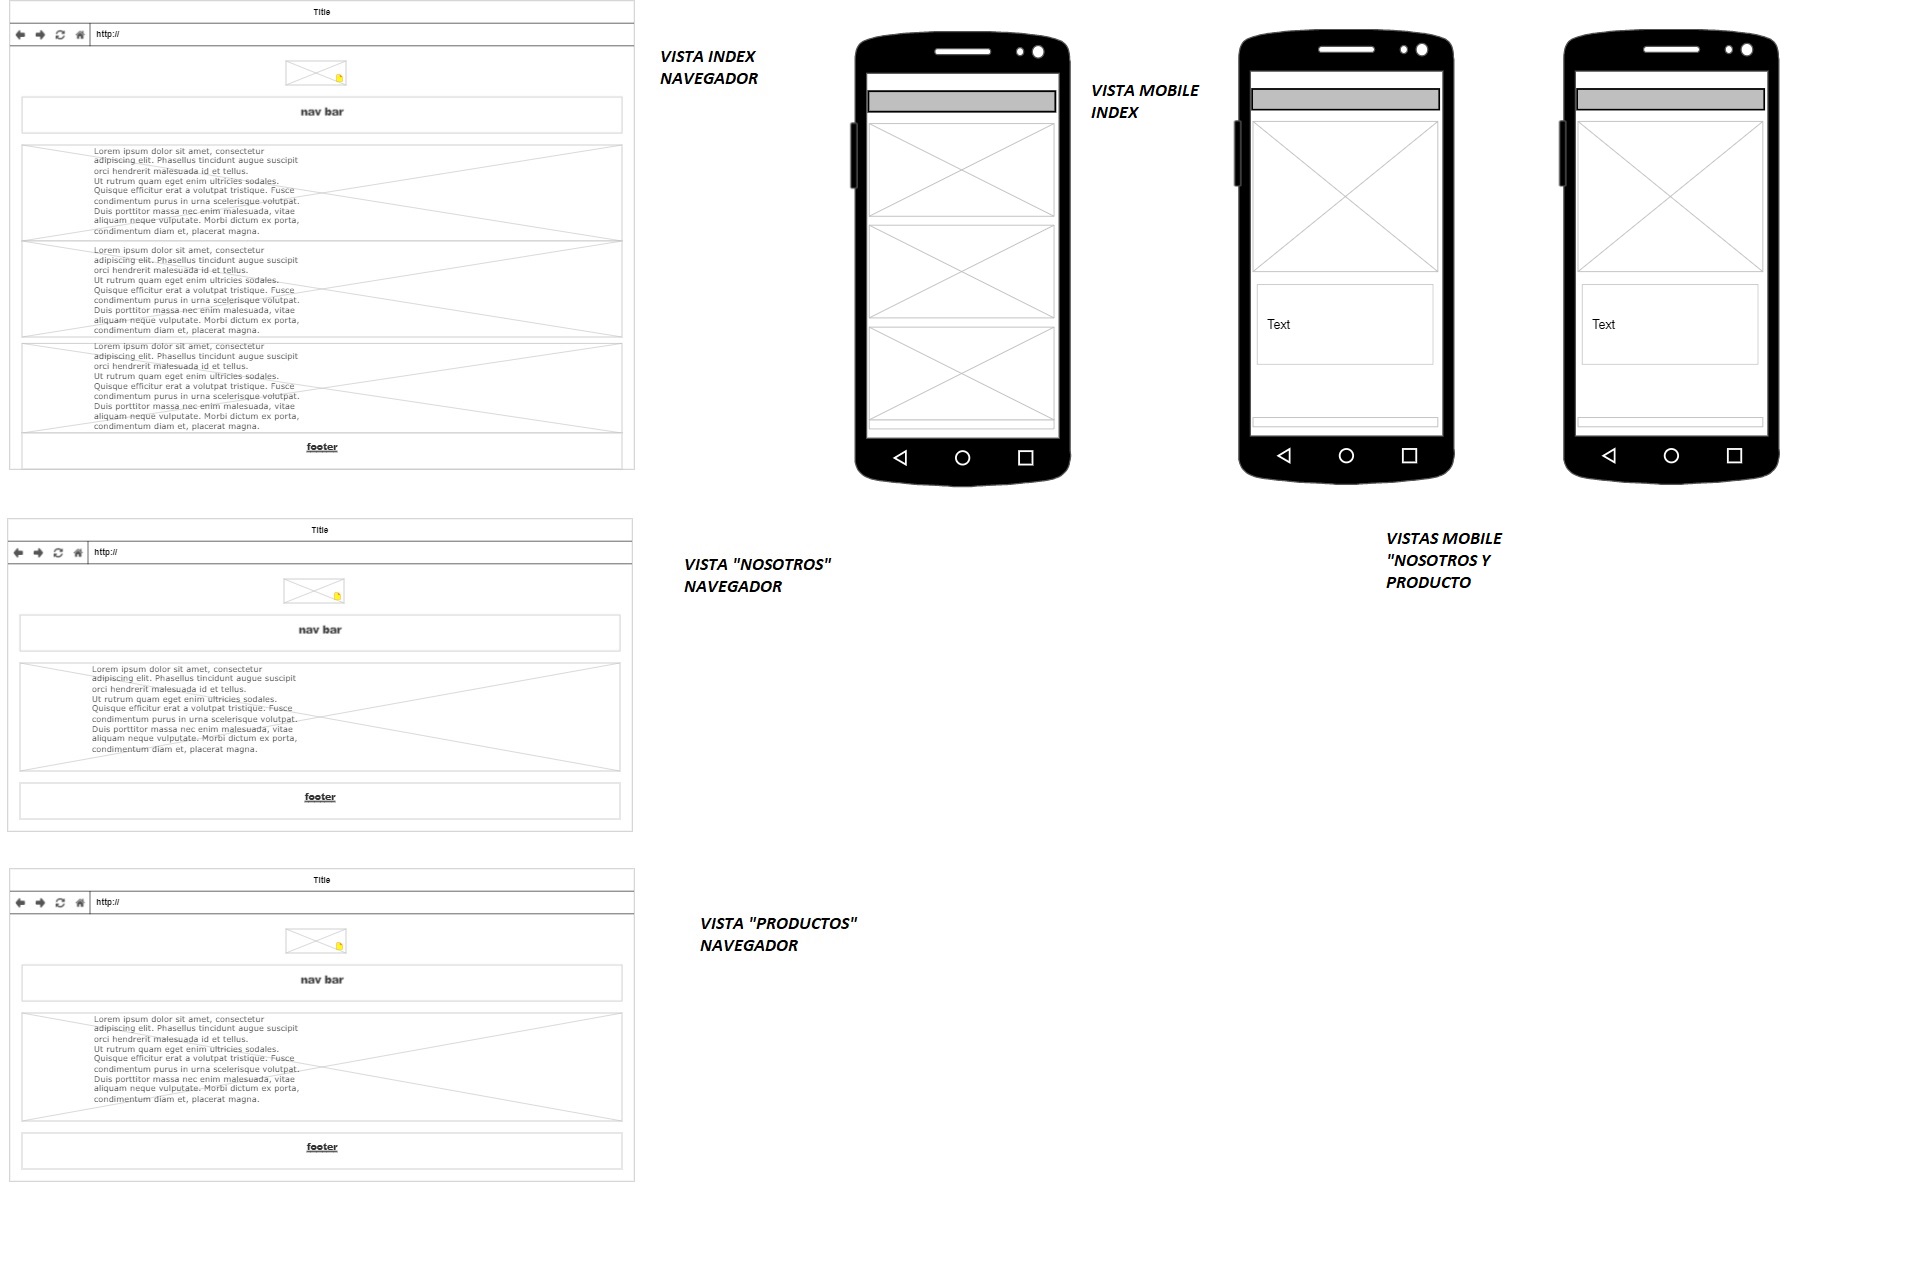 Title
http://
nav bar
Lorem ipsum dolor sit amet, consectetur
adipiscing elit. Phasellus tincidunt augue suscipit
orci hendrerit malesuada id et tellus.
Ut rutrum quam eget enim ultricies sodales.
Quisque efficitur erat a volutpat tristique. Fusce
condimentum purus in urna scelerisque volutpat.
Duis porttitor massa nec enim malesuada, vitae
aliquam neque vulputate. Morbi dictum ex porta,
condimentum diam et, placerat magna.
Lorem ipsum dolor sit amet, consectetur
adipiscing elit. Phasellus tincidunt augue suscipit
orci hendrerit malesuada id et tellus.
Ut rutrum quam eget enim ultricies sodales.
Quisque efficitur erat a volutpat tristique. Fusce
condimentum purus in urna scelerisque volutpat.
Duis porttitor massa nec enim malesuada, vitae
aliquam neque vulputate. Morbi dictum ex porta,
condimentum diam et, placerat magna.
Lorem ipsum dolor sit amet, consectetur
adipiscing elit. Phasellus tincidunt augue suscipit
orci hendrerit malesuada id et tellus.
Ut rutrum quam eget enim ultricies sodales.
Quisque efficitur erat a volutpat tristique. Fusce
condimentum purus in urna scelerisque volutpat.
Duis porttitor massa nec enim malesuada, vitae
aliquam neque vulputate. Morbi dictum ex porta,
condimentum diam et, placerat magna.
footer
VISTA INDEX
NAVEGADOR
VISTA MOBILE
INDEX
Text
Text
VISTAS MOBILE
"NOSOTROS Y
PRODUCTO
Title
http://
nav bar
Lorem ipsum dolor sit amet, consectetur
adipiscing elit. Phasellus tincidunt augue suscipit
orci hendrerit malesuada id et tellus.
Ut rutrum quam eget enim ultricies sodales.
Quisque efficitur erat a volutpat tristique. Fusce
condimentum purus in urna scelerisque volutpat.
Duis porttitor massa nec enim malesuada, vitae
aliquam neque vulputate. Morbi dictum ex porta,
condimentum diam et, placerat magna.
footer
VISTA "NOSOTROS"
NAVEGADOR
Title
http://
nav bar
Lorem ipsum dolor sit amet, consectetur
adipiscing elit. Phasellus tincidunt augue suscipit
orci hendrerit malesuada id et tellus.
Ut rutrum quam eget enim ultricies sodales.
Quisque efficitur erat a volutpat tristique. Fusce
condimentum purus in urna scelerisque volutpat.
Duis porttitor massa nec enim malesuada, vitae
aliquam neque vulputate. Morbi dictum ex porta,
condimentum diam et, placerat magna.
footer
VISTA "PRODUCTOS"
NAVEGADOR